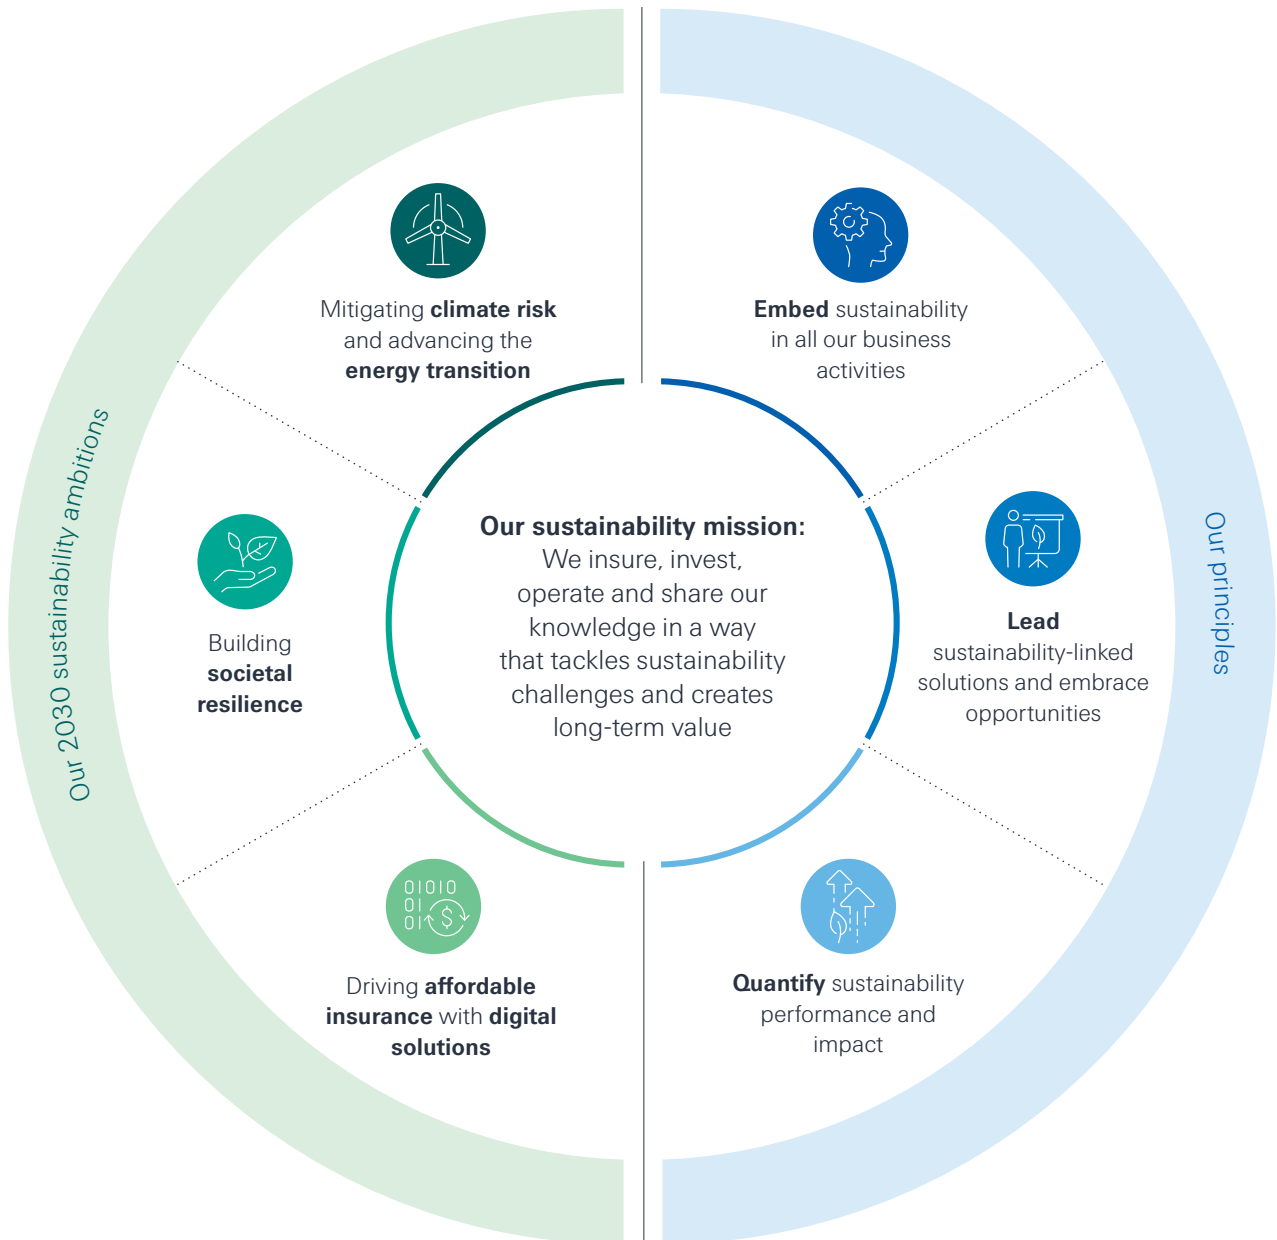 Our 2030 sustainability ambitions
Mitigating climate risk
and advancing the
energy transition
Building
societal
resilience
01010
01
01
$
Driving affordable
insurance with digital
solutions
Our sustainability mission:
We insure, invest,
operate and share our
knowledge in a way
that tackles sustainability
challenges and creates
long-term value
Our principles
Embed sustainability
in all our business
activities
Lead
sustainability-linked
solutions and embrace
opportunities
Quantify sustainability
performance and
impact